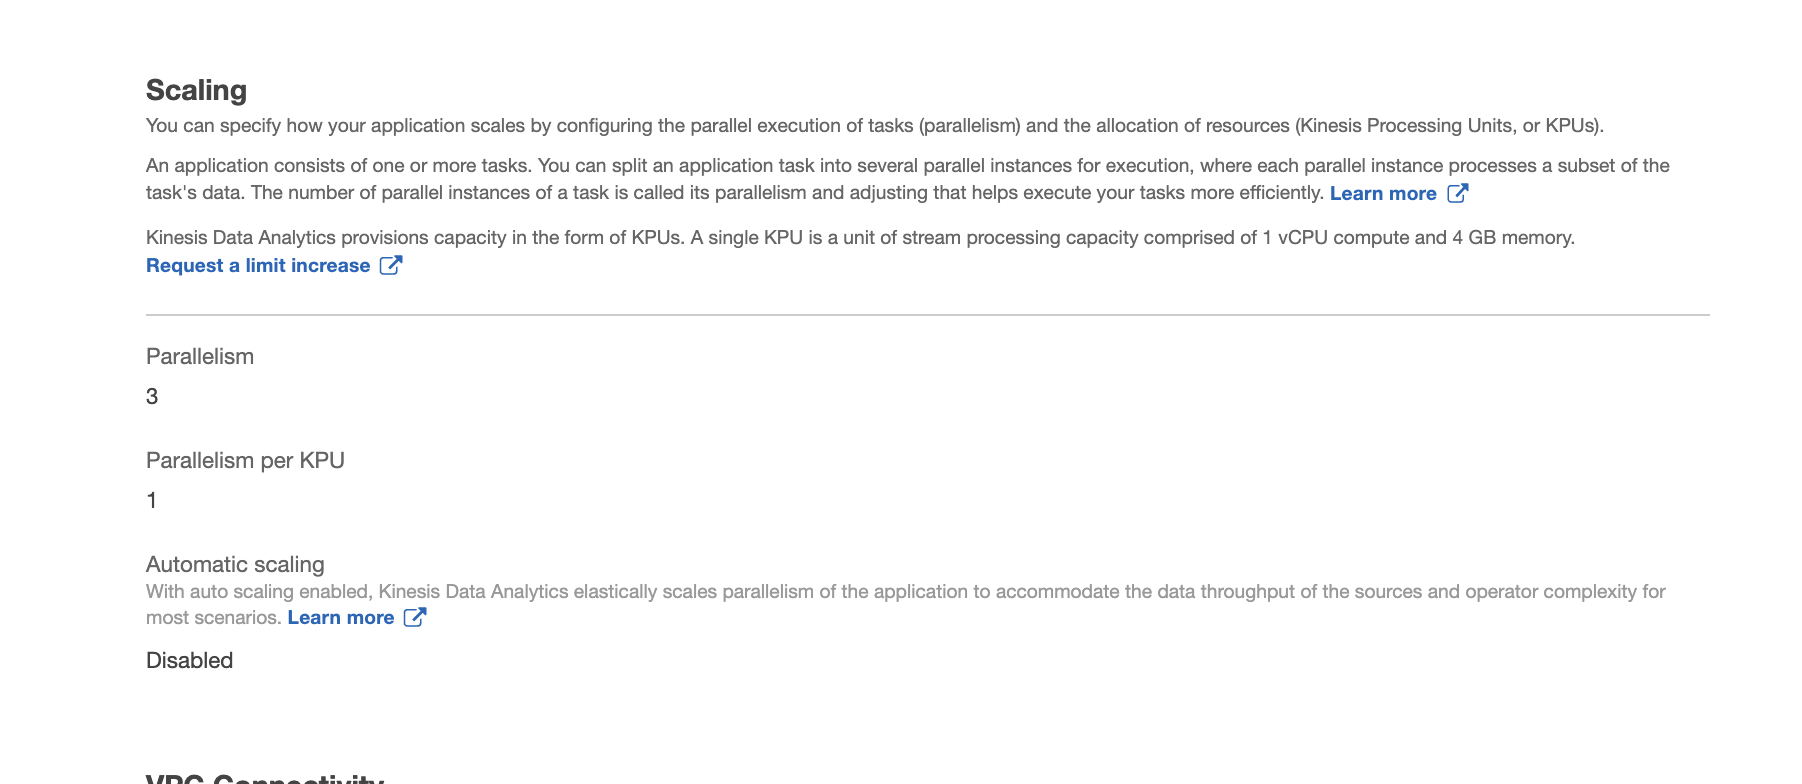 Scaling
You can specify how your application scales by configuring the parallel execution of tasks (parallelism) and the allocation of resources (Kinesis Processing Units, or KPUs).
An application consists of one or more tasks. You can split an application task into several parallel instances for execution, where each parallel instance processes a subset of the
task's data. The number of parallel instances of a task is called its parallelism and adjusting that helps execute your tasks more efficiently. Learn more
Kinesis Data Analytics provisions capacity in the form of KPUs. A single KPU is a unit of stream processing capacity comprised of 1 vCPU compute and 4 GB memory.
Request a limit increase
Parallelism
3
Parallelism per KPU
1
Automatic scaling
With auto scaling enabled, Kinesis Data Analytics elastically scales parallelism of the application to accommodate the data throughput of the sources and operator complexity for
most scenarios. Learn more
Disabled
VPC Connectivity